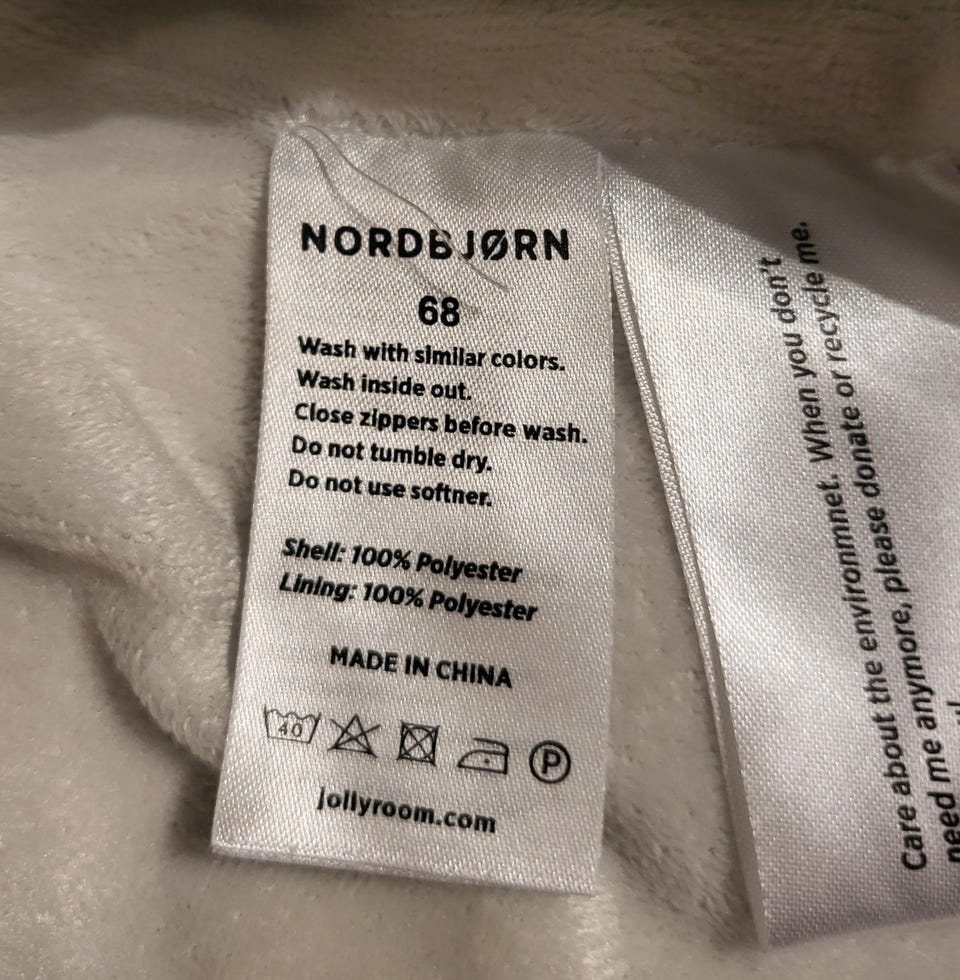 NORDBJØRN
68
Wash with similar colors.
Wash inside out.
Close zippers before wash.
Do not tumble dry.
Do not use softner.
Shell: 100% Polyester
Lining: 100% Polyester
MADE IN CHINA
40
P
jollyroom.com
Care about the environmnet. When you don't
need me anymore, please donate or recycle me.